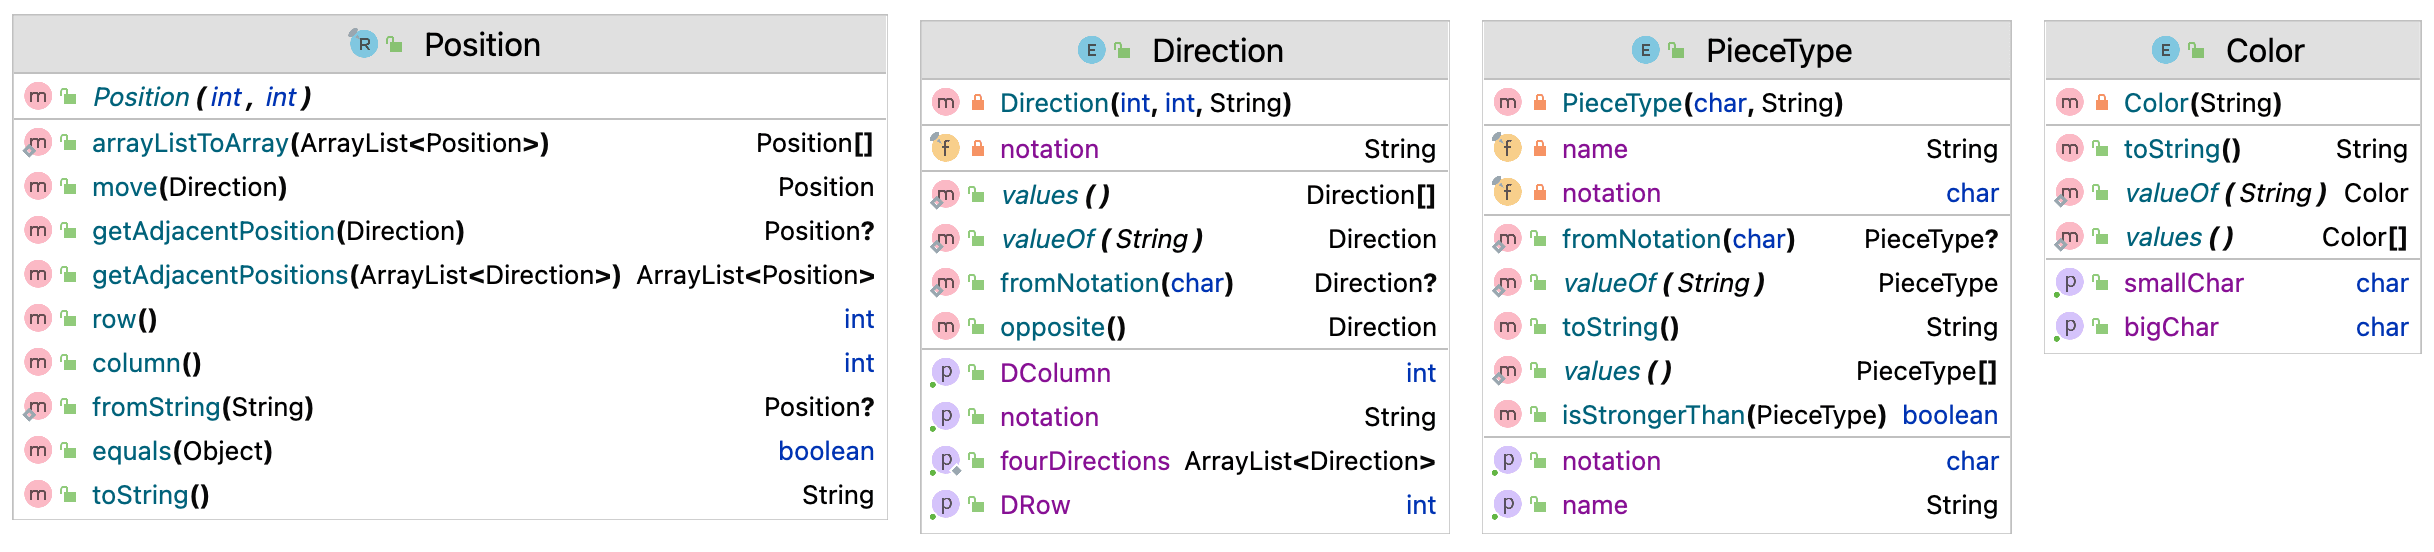 R Position
m Position(int, int)
m arrayListToArray(ArrayList<Position>) Position[]
m move(Direction) Position
m getAdjacentPosition(Direction) Position?
m getAdjacentPositions(ArrayList<Direction>) ArrayList<Position>
m row() int
m column() int
m fromString(String) Position?
m equals(Object) boolean
m toString() String
E Direction
m Direction(int, int, String)
f notation String
m values() Direction[]
m valueOf(String) Direction
m fromNotation(char) Direction?
m opposite() Direction
p DColumn int
p notation String
p fourDirections ArrayList<Direction>
p DRow int
E PieceType
m PieceType(char, String)
f name String
f notation char
m fromNotation(char) PieceType?
m valueOf(String) PieceType
m toString() String
m values() PieceType[]
m isStrongerThan(PieceType) boolean
p notation char
p name String
E Color
m Color(String)
m toString() String
m valueOf(String) Color
m values() Color[]
p smallChar char
p bigChar char